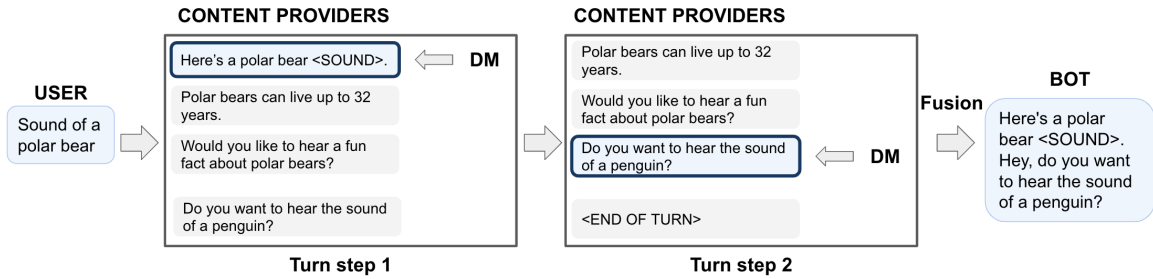 CONTENT PROVIDERS
CONTENT PROVIDERS
USER
Sound of a
polar bear
Here's a polar bear <SOUND>.
DM
Polar bears can live up to 32
years.
Would you like to hear a fun
fact about polar bears?
Do you want to hear the sound
of a penguin?
Turn step 1
Polar bears can live up to 32
years.
Would you like to hear a fun
fact about polar bears?
Do you want to hear the sound
of a penguin?
DM
<END OF TURN>
Turn step 2
Fusion
BOT
Here's a polar
bear <SOUND>.
Hey, do you want
to hear the sound
of a penguin?